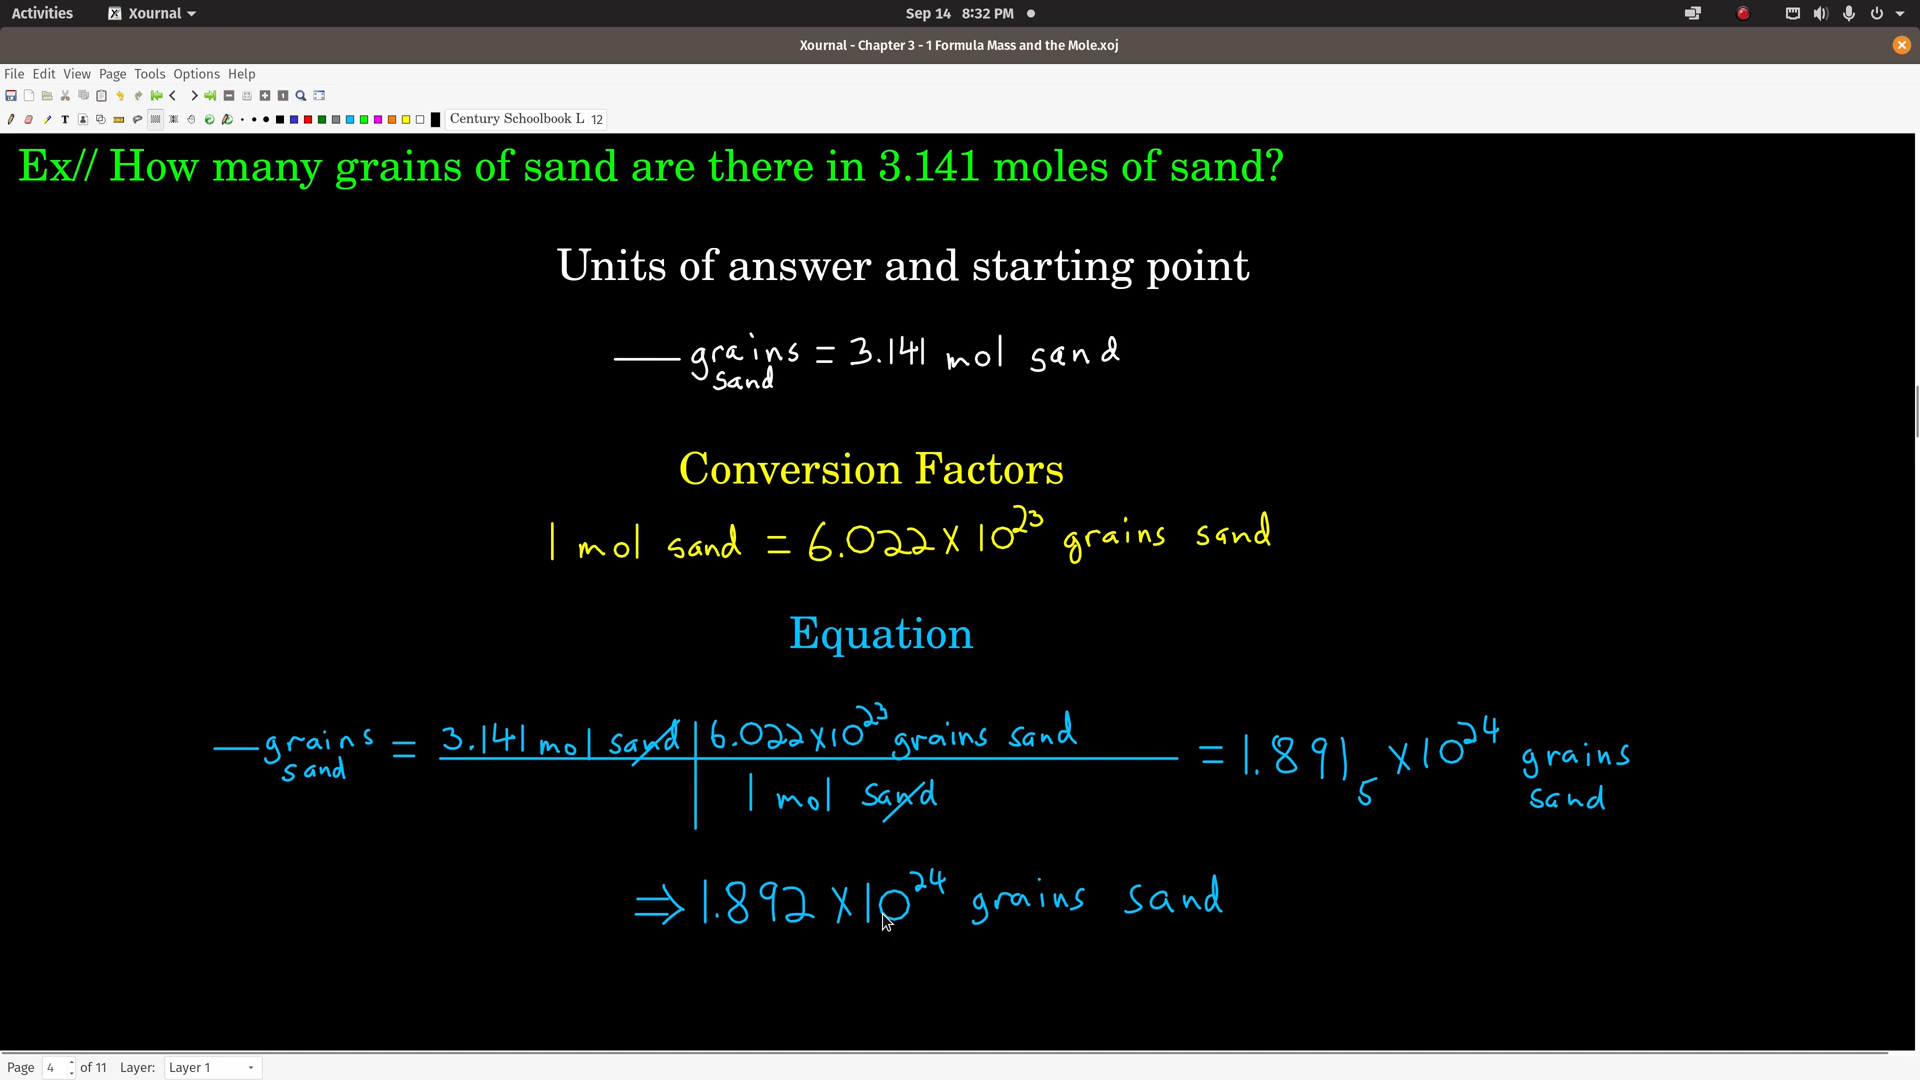 Activities Xournal Sep 14 8:32 PM
Xournal - Chapter 3 - 1 Formula Mass and the Mole.xoj
File Edit View Page Tools Options Help
Century Schoolbook L 12
Ex// How many grains of sand are there in 3.141 moles of sand?
Units of answer and starting point
___ grains sand = 3.141 mol sand
Conversion Factors
1 mol sand = 6.022 x 10^23 grains sand
Equation
___ grains sand = 3.141 mol sand | 6.022x10^23 grains sand = 1.891₅ x10^24 grains sand
1 mol sand
⇒ 1.892 x10^24 grains sand
Page 4 of 11 Layer: Layer 1